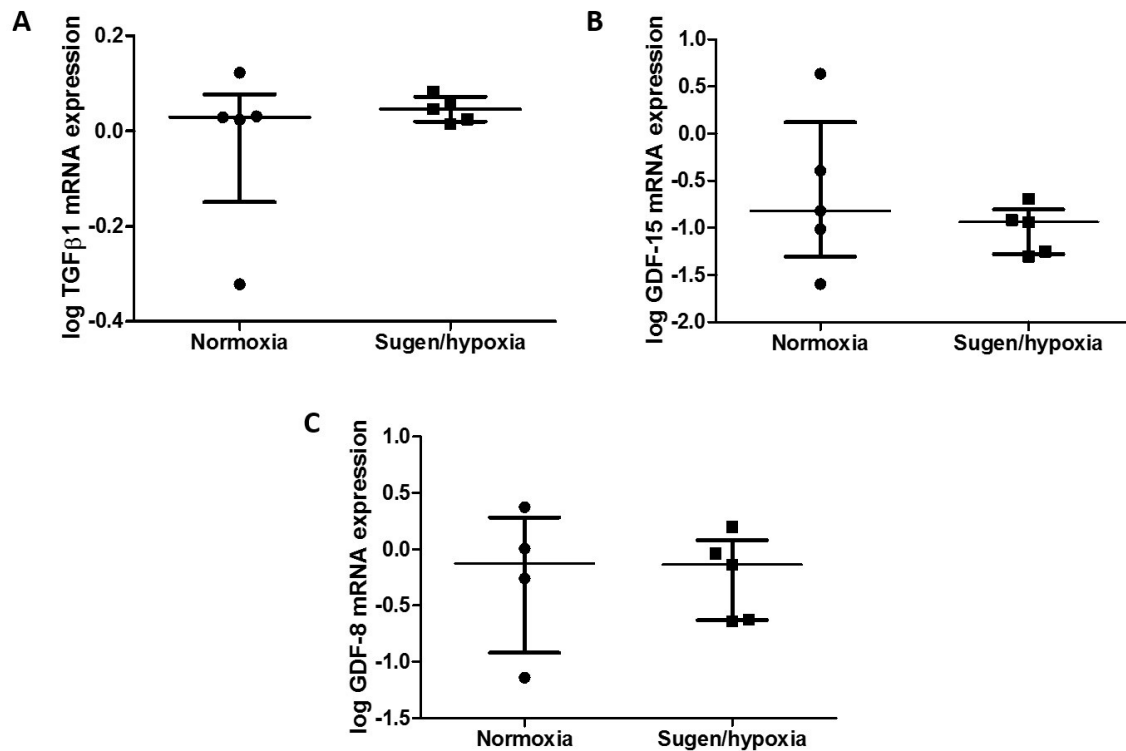 A
log TGFβ1 mRNA expression
0.2
0.0
-0.2
-0.4
Normoxia
Sugen/hypoxia
B
log GDF-15 mRNA expression
1.0
0.5
0.0
-0.5
-1.0
-1.5
-2.0
Normoxia
Sugen/hypoxia
C
log GDF-8 mRNA expression
1.0
0.5
0.0
-0.5
-1.0
-1.5
Normoxia
Sugen/hypoxia